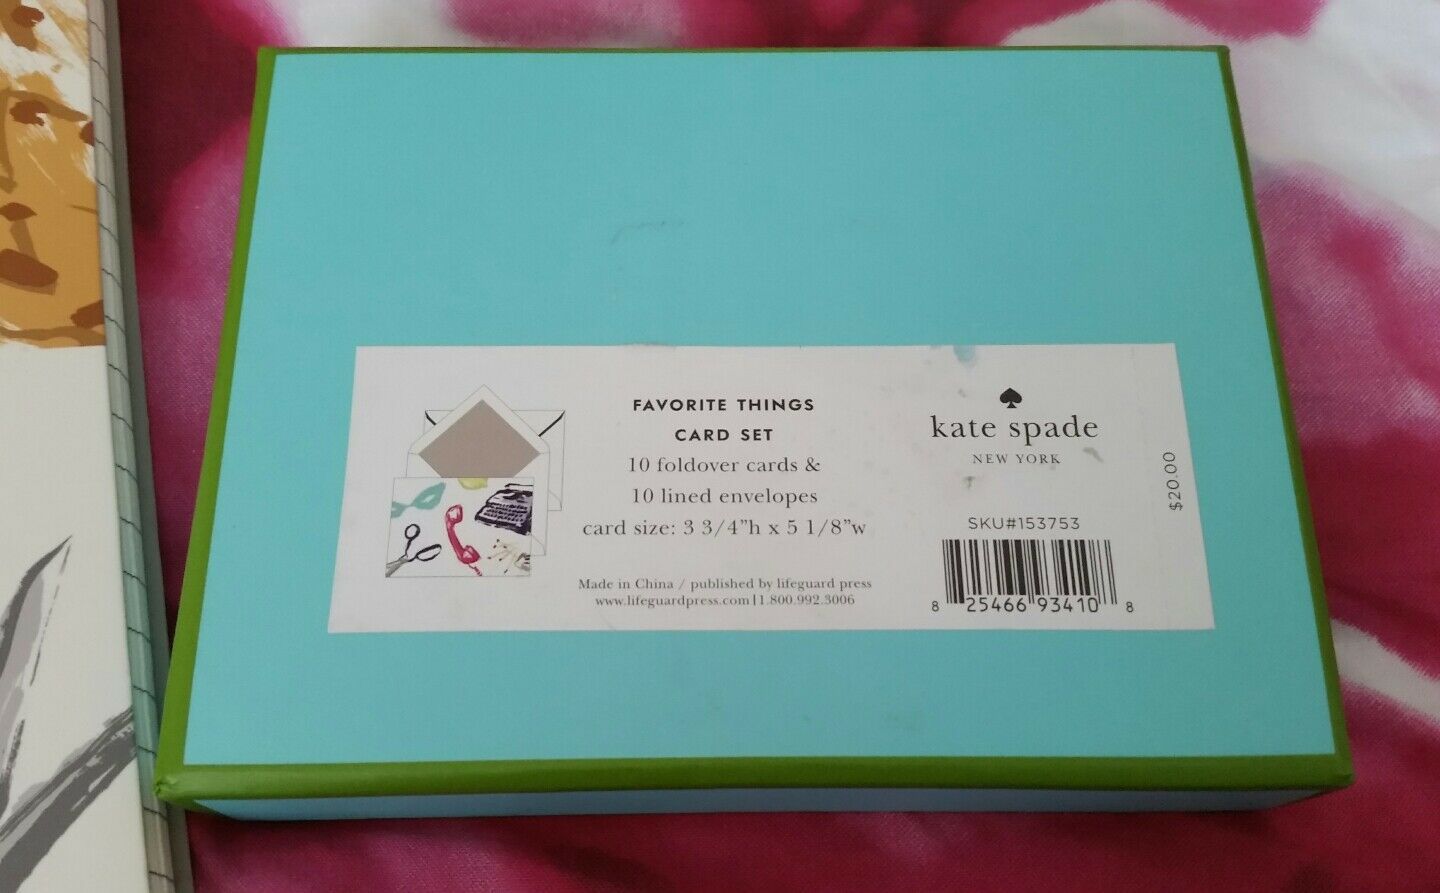 FAVORITE THINGS
CARD SET
10 foldover cards &
10 lined envelopes
card size: 3 3/4”h x 5 1/8”w
Made in China / published by lifeguard press
www.lifeguardpress.com | 1.800.992.3006
kate spade
NEW YORK
SKU#153753
8 25466 93410 8
$20.00